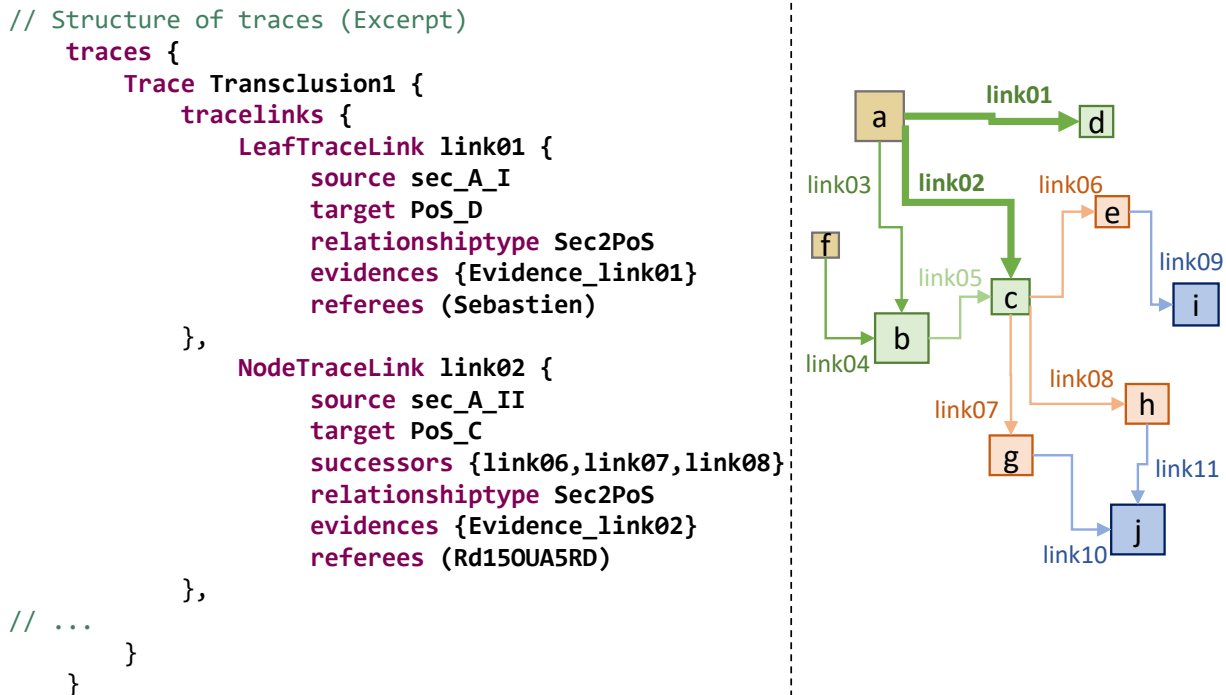 // Structure of traces (Excerpt)
traces {
Trace Transclusion1 {
tracelinks {
LeafTraceLink link01 {
source sec_A_I
target PoS_D
relationshiptype Sec2PoS
evidences {Evidence_link01}
referees (Sebastien)
},
NodeTraceLink link02 {
source sec_A_II
target PoS_C
successors {link06,link07,link08}
relationshiptype Sec2PoS
evidences {Evidence_link02}
referees (Rd15OUA5RD)
},
// ...
}
}
link01
a
d
link03
link02
link06
e
f
link09
link05
c
i
b
link04
link08
h
link07
g
link11
j
link10